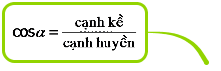 cosα = cạnh kề / cạnh huyền